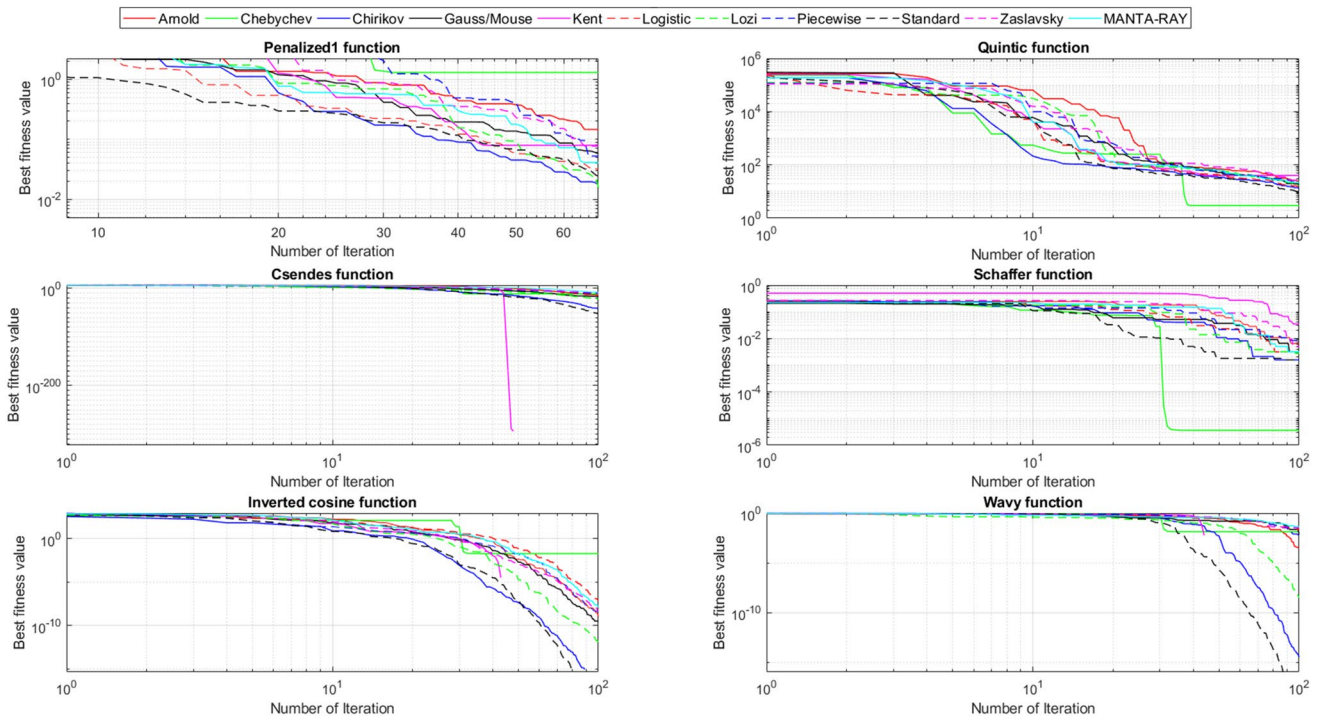 Arnold Chebychev Chirikov Gauss/Mouse Kent Logistic Lozi Piecewise Standard Zaslavsky MANTA-RAY
Penalized1 function
Best fitness value
10^0
10^-2
10 20 30 40 50 60
Number of Iteration
Quintic function
Best fitness value
10^6
10^4
10^2
10^0
10^0 10^1 10^2
Number of Iteration
Csendes function
Best fitness value
10^0
10^-200
10^0 10^1 10^2
Number of Iteration
Schaffer function
Best fitness value
10^0
10^-2
10^-4
10^-6
10^0 10^1 10^2
Number of Iteration
Inverted cosine function
Best fitness value
10^0
10^-10
10^0 10^1 10^2
Number of Iteration
Wavy function
Best fitness value
10^0
10^-10
10^0 10^1 10^2
Number of Iteration